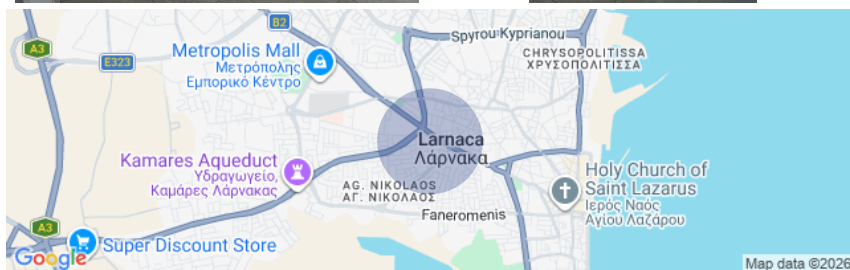 B2
Spyrou Kyprianou
A3
E323
Metropolis Mall
Μετρόπολης
Εμπορικό Κέντρο
CHRYSOPOLITISSA
ΧΡΥΣΟΠΟΛΙΤΙΣΣΑ
Larnaca
Λάρνακα
Kamares Aqueduct
Υδραγωγείο,
Καμάρες Λάρνακας
AG. NIKOLAOS
ΑΓ. ΝΙΚΟΛΑΟΣ
Faneromenis
Holy Church of
Saint Lazarus
Ιερός Ναός
Αγίου Λαζάρου
A3
Super Discount Store
Google
Map data ©2026